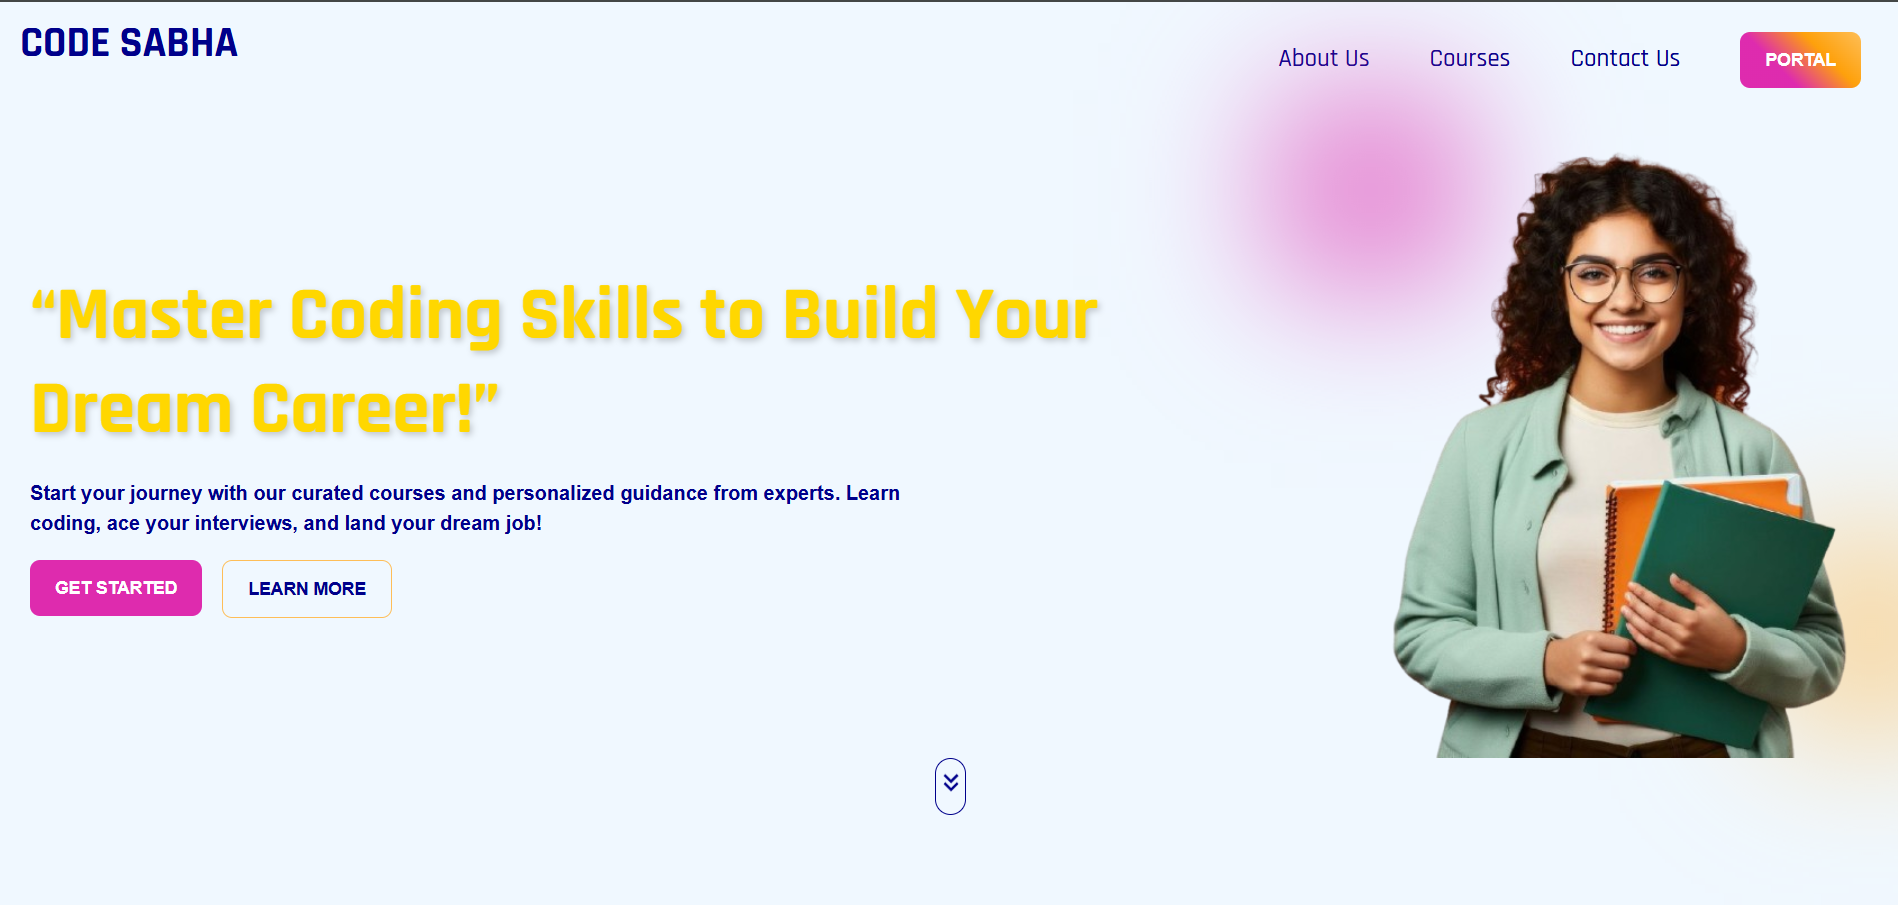 CODE SABHA
About Us
Courses
Contact Us
PORTAL
“Master Coding Skills to Build Your
Dream Career!”
Start your journey with our curated courses and personalized guidance from experts. Learn
coding, ace your interviews, and land your dream job!
GET STARTED
LEARN MORE